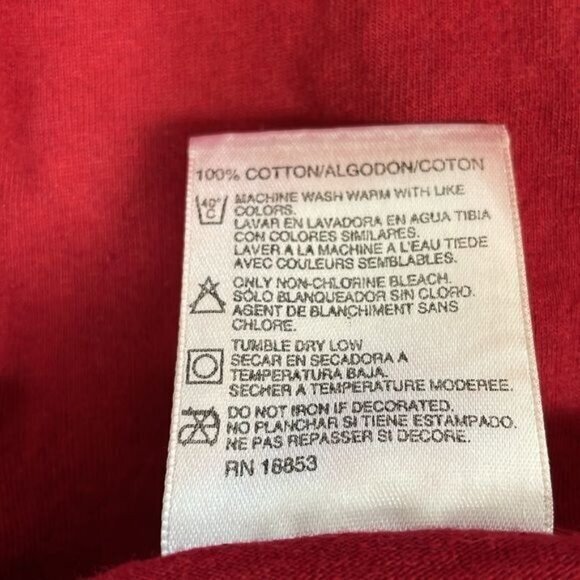 100% COTTON/ALGODON/COTON
40°
C
MACHINE WASH WARM WITH LIKE
COLORS.
LAVAR EN LAVADORA EN AGUA TIBIA
CON COLORES SIMILARES.
LAVER A LA MACHINE A L'EAU TIEDE
AVEC COULEURS SEMBLABLES.
ONLY NON-CHLORINE BLEACH.
SOLO BLANQUEADOR SIN CLORO.
AGENT DE BLANCHIMENT SANS
CHLORE.
TUMBLE DRY LOW
SECAR EN SECADORA A
TEMPERATURA BAJA.
SECHER A TEMPERATURE MODEREE.
DO NOT IRON IF DECORATED.
NO PLANCHAR SI TIENE ESTAMPADO.
NE PAS REPASSER SI DECORE.
RN 16853